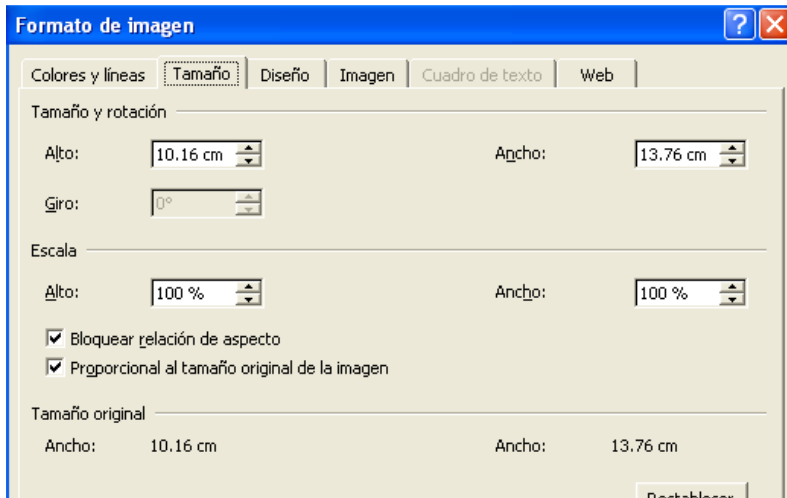 Formato de imagen
Colores y líneas Tamaño Diseño Imagen Cuadro de texto Web
Tamaño y rotación
Alto: 10.16 cm Ancho: 13.76 cm
Giro: 0°
Escala
Alto: 100 % Ancho: 100 %
Bloquear relación de aspecto
Proporcional al tamaño original de la imagen
Tamaño original
Ancho: 10.16 cm Ancho: 13.76 cm
Restablecer